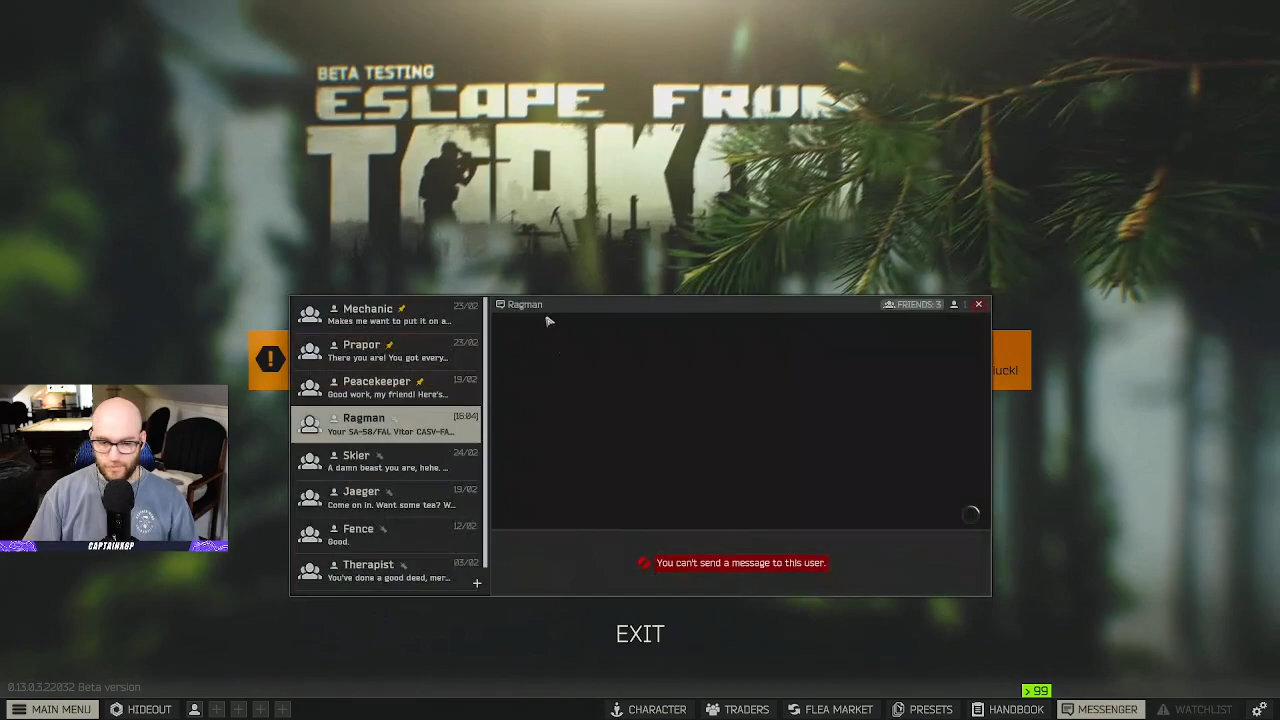 BETA TESTING
ESCAPE FROM
TARKOV
Mechanic
23/02
Makes me want to put it on a...
Prapor
23/02
There you are! You got every...
Peacekeeper
19/02
Good work, my friend! Here's...
Ragman
[16:04]
Your SA-58/FAL Vltor CASV-FA...
Skier
24/02
A damn beast you are, hehe. ...
Jaeger
19/02
Come on in. Want some tea? W...
Fence
12/02
Good.
Therapist
03/02
You've done a good deed, mer...
+
Ragman
FRIENDS: 3
1
You can't send a message to this user.
luck!
CAPTAINXGP
EXIT
0.13.0.3.22032 Beta version
> 99
MAIN MENU
HIDEOUT
CHARACTER
TRADERS
FLEA MARKET
PRESETS
HANDBOOK
MESSENGER
WATCHLIST